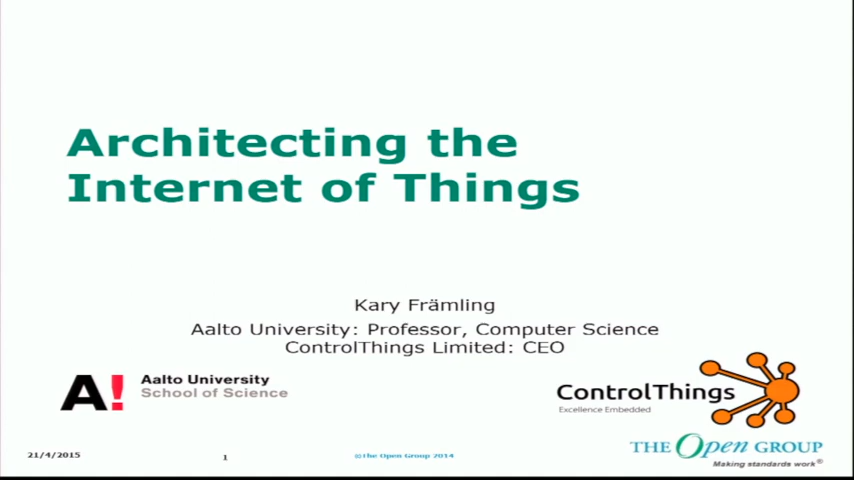 Architecting the
Internet of Things
Kary Främling
Aalto University: Professor, Computer Science
ControlThings Limited: CEO
A!
Aalto University
School of Science
ControlThings
Excellence Embedded
THE Open GROUP
Making standards work®
21/4/2015
1
©The Open Group 2014